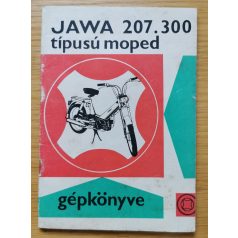 JAWA 207.300
típusú moped
gépkönyve